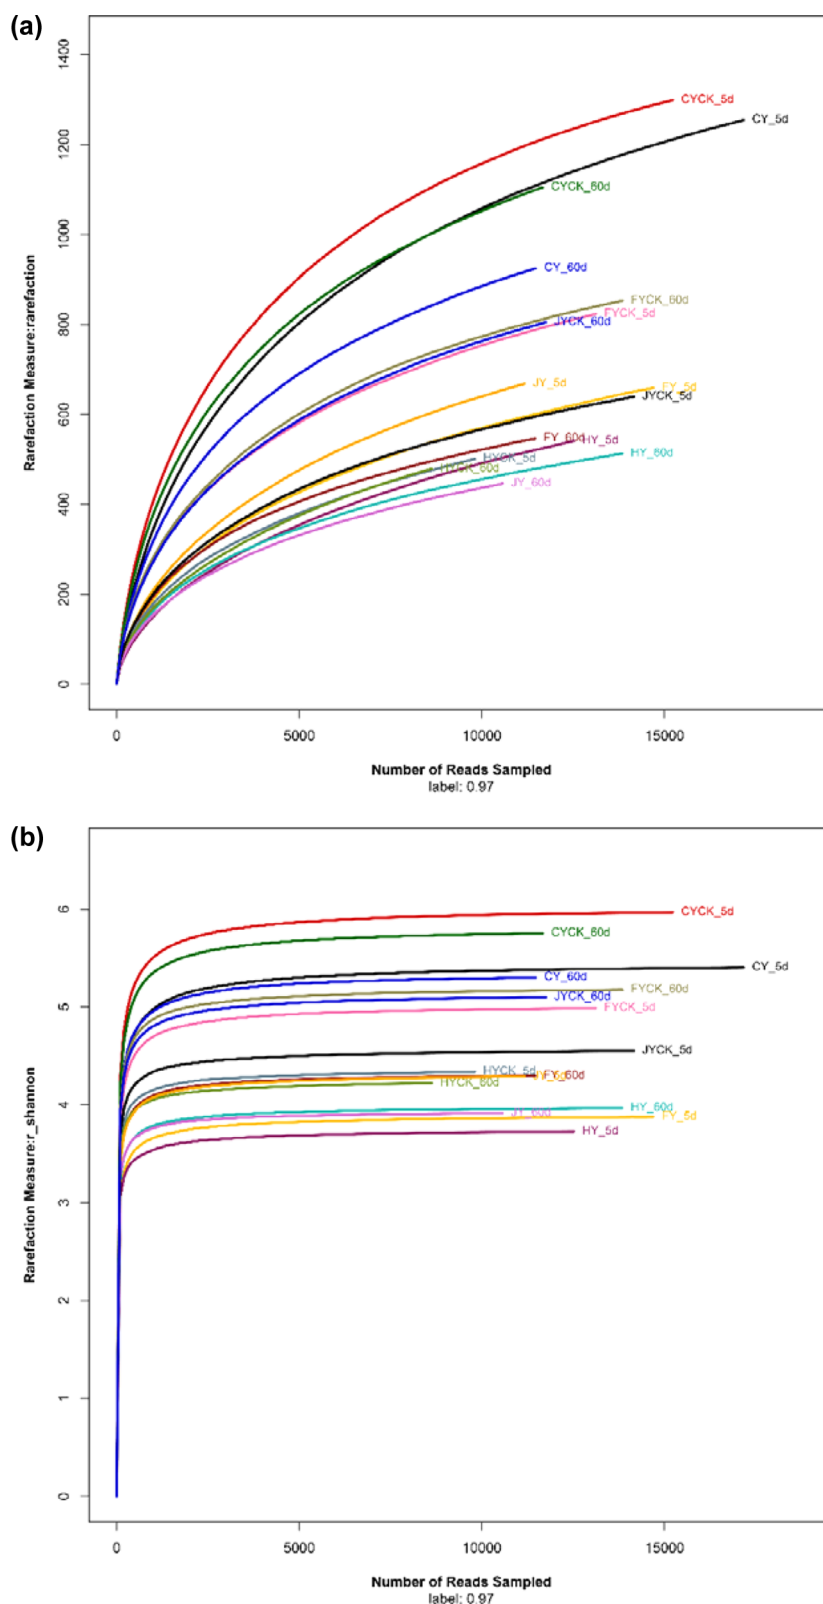 (a)
1400
1200
1000
800
600
400
200
0
Rarefaction Measure:rarefaction
CYCK_5d
CY_5d
CYCK_60d
CY_60d
FYCK_60d
FYCK_5d
JYCK_60d
JY_5d
FY_5d
JYCK_5d
FY_60d
HY_5d
HYCK_5d
HY_60d
HYCK_60d
JY_60d
0 5000 10000 15000
Number of Reads Sampled
label: 0.97
(b)
6
5
4
3
2
1
0
Rarefaction Measure:r_shannon
CYCK_5d
CYCK_60d
CY_5d
CY_60d
FYCK_60d
JYCK_60d
FYCK_5d
JYCK_5d
HYCK_5d
JY_5d
FY_60d
HYCK_60d
HY_60d
JY_60d
FY_5d
HY_5d
0 5000 10000 15000
Number of Reads Sampled
label: 0.97